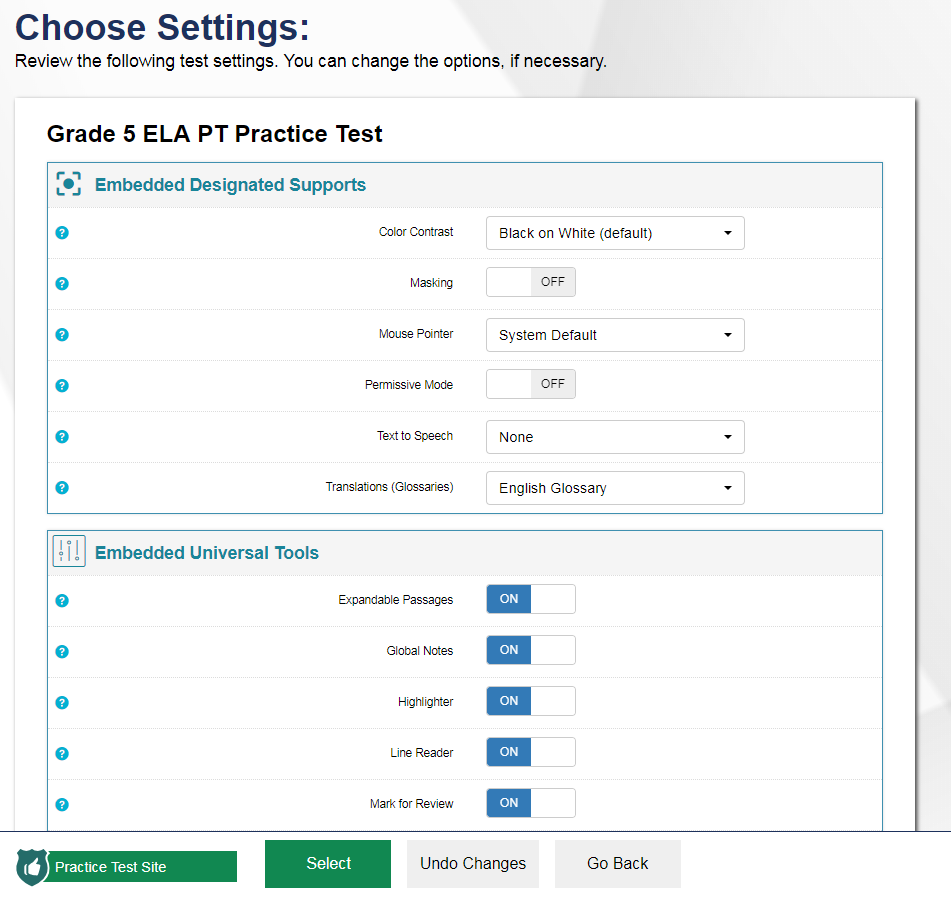 Choose Settings:
Review the following test settings. You can change the options, if necessary.
Grade 5 ELA PT Practice Test
Embedded Designated Supports
? Color Contrast Black on White (default)
? Masking OFF
? Mouse Pointer System Default
? Permissive Mode OFF
? Text to Speech None
? Translations (Glossaries) English Glossary
Embedded Universal Tools
? Expandable Passages ON
? Global Notes ON
? Highlighter ON
? Line Reader ON
? Mark for Review ON
Practice Test Site Select Undo Changes Go Back